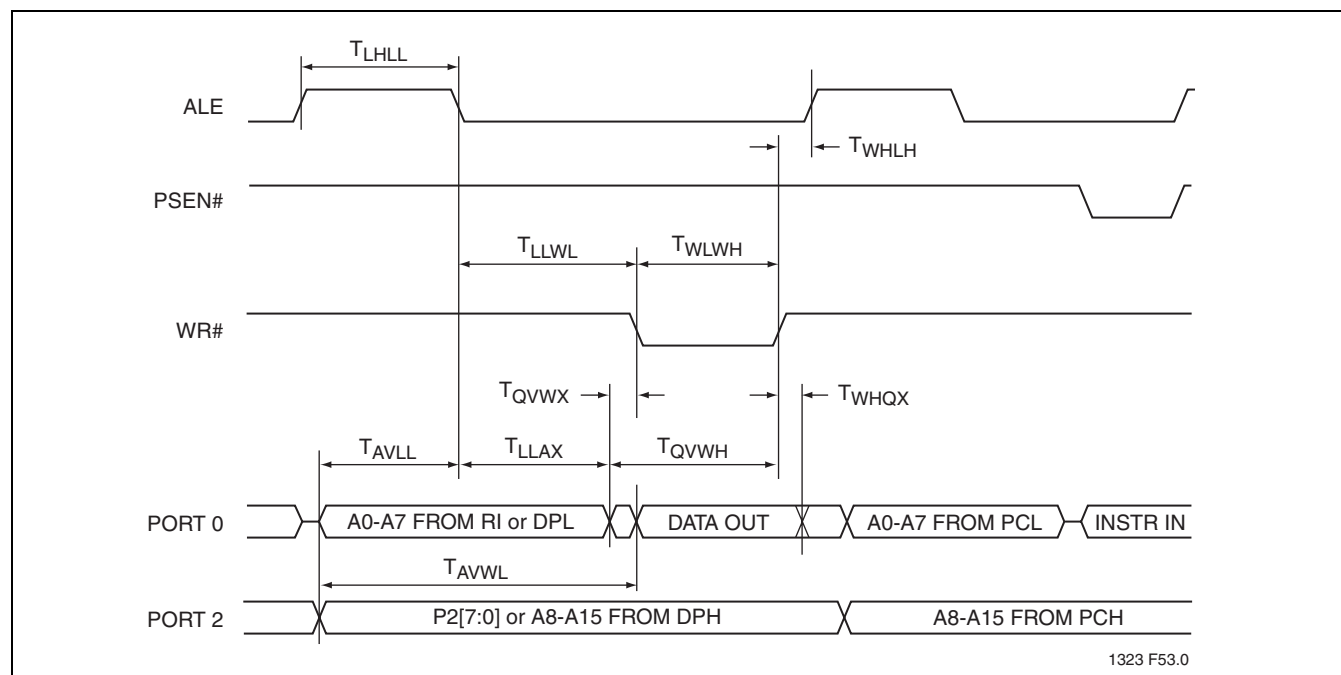 TLHLL
ALE
TWHLH
PSEN#
TLLWL
TWLWH
WR#
TQVWX
TWHQX
TAVLL
TLLAX
TQVWH
PORT 0
A0-A7 FROM RI or DPL
DATA OUT
A0-A7 FROM PCL
INSTR IN
TAVWL
PORT 2
P2[7:0] or A8-A15 FROM DPH
A8-A15 FROM PCH
1323 F53.0